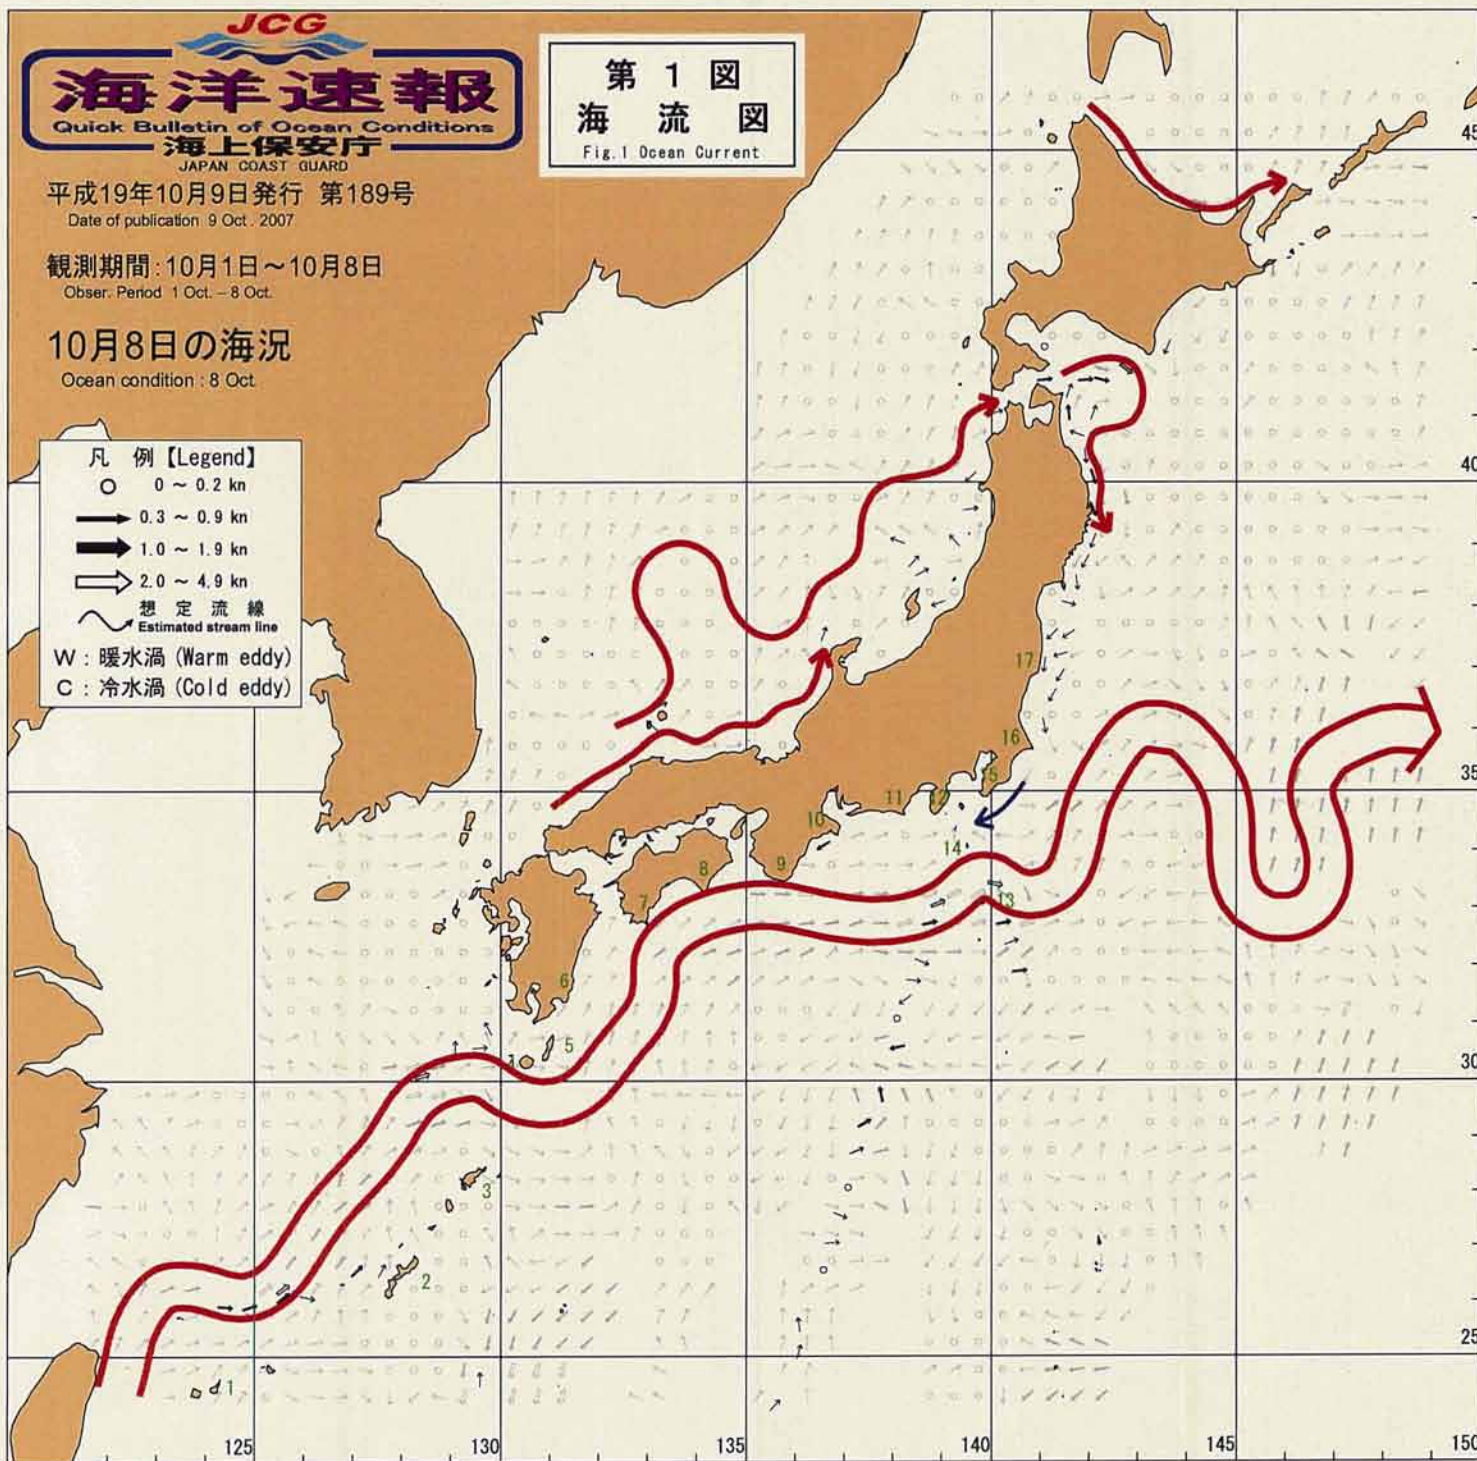 JCG
海洋速報
Quick Bulletin of Ocean Conditions
海上保安庁
JAPAN COAST GUARD
平成19年10月9日発行 第189号
Date of publication 9 Oct. 2007
観測期間:10月1日~10月8日
Obser. Period 1 Oct. – 8 Oct.
10月8日の海況
Ocean condition : 8 Oct.
第 1 図
海 流 図
Fig.1 Ocean Current
凡 例【Legend】
0 ~ 0.2 kn
0.3 ~ 0.9 kn
1.0 ~ 1.9 kn
2.0 ~ 4.9 kn
想 定 流 線
Estimated stream line
W : 暖水渦 (Warm eddy)
C : 冷水渦 (Cold eddy)
45
40
17
16
35
15
11
12
10
14
8
9
7
13
6
5
30
3
2
25
1
125
130
135
140
145
150